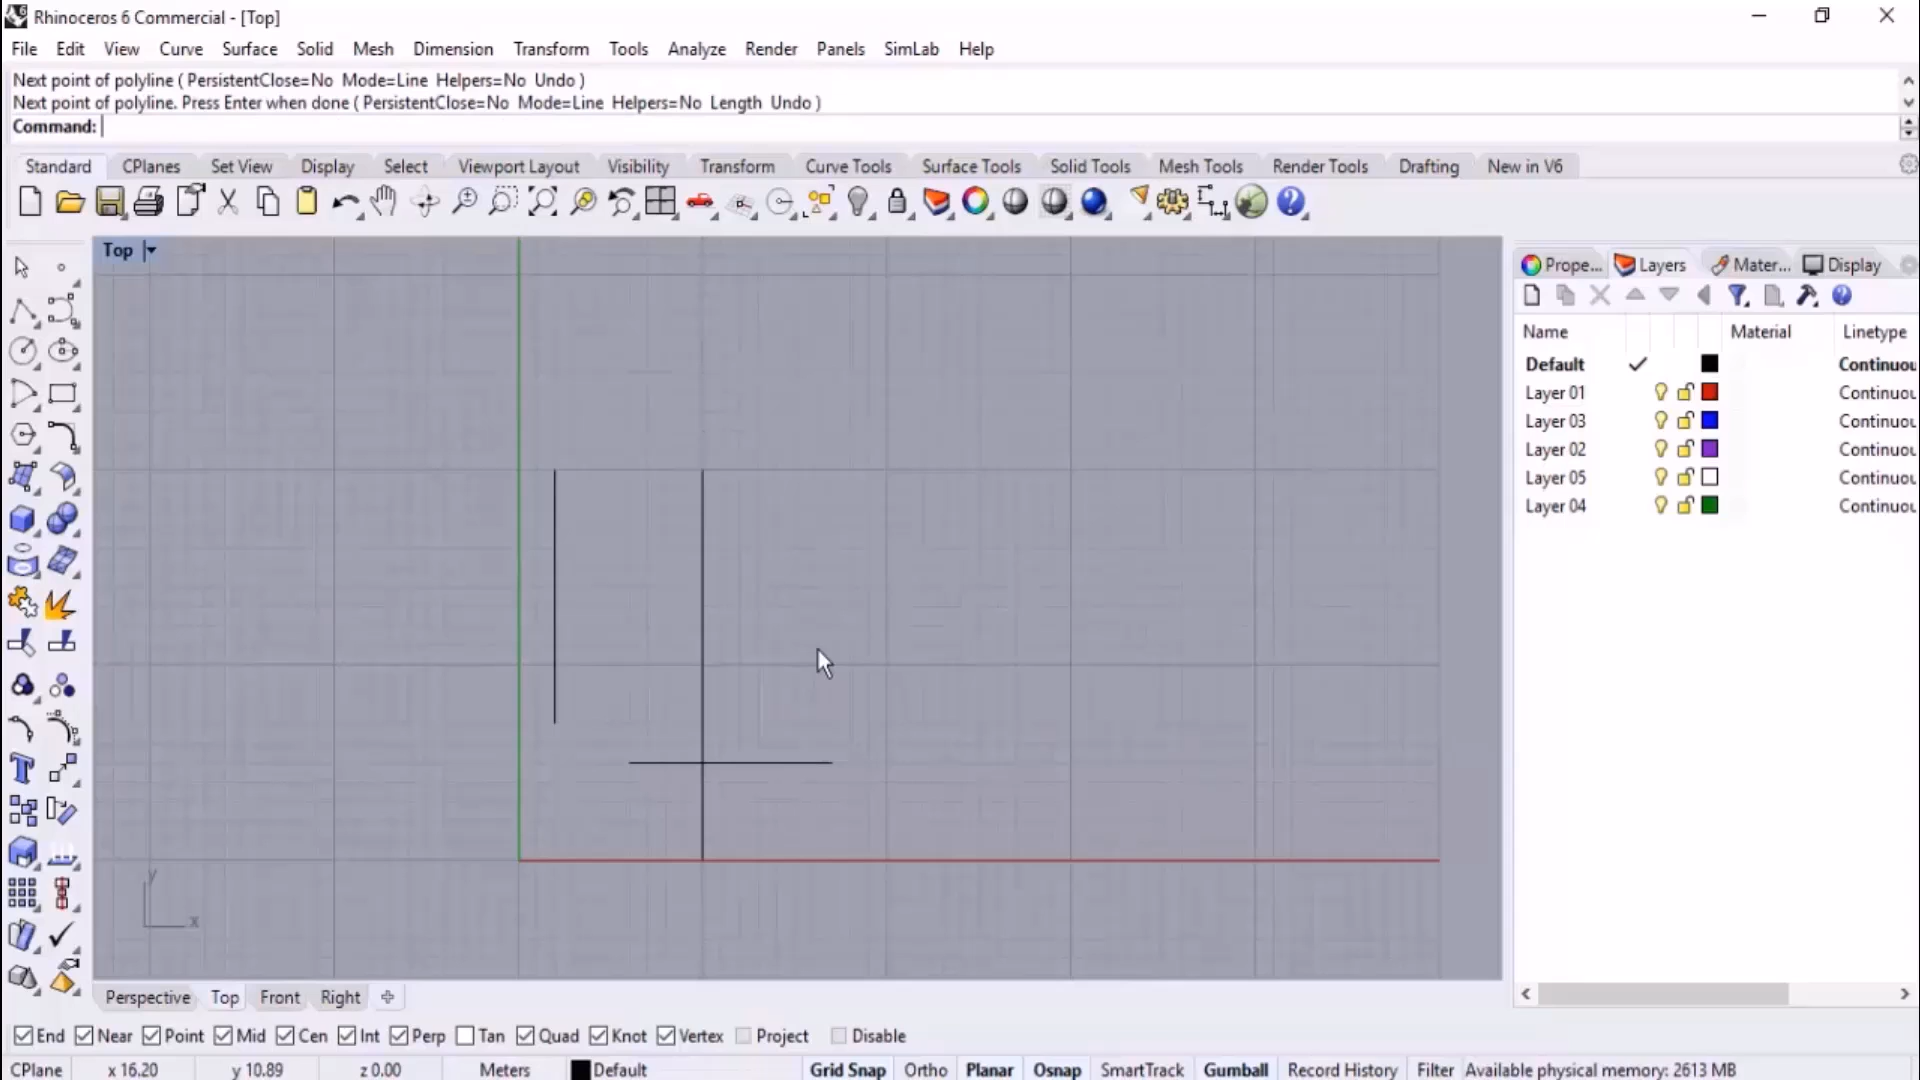 Rhinoceros 6 Commercial - [Top]
File Edit View Curve Surface Solid Mesh Dimension Transform Tools Analyze Render Panels SimLab Help
Next point of polyline ( PersistentClose=No Mode=Line Helpers=No Undo )
Next point of polyline. Press Enter when done ( PersistentClose=No Mode=Line Helpers=No Length Undo )
Command:
Standard CPlanes Set View Display Select Viewport Layout Visibility Transform Curve Tools Surface Tools Solid Tools Mesh Tools Render Tools Drafting New in V6
Top
Prope... Layers Mater... Display
Name Material Linetype
Default Continuou
Layer 01 Continuou
Layer 03 Continuou
Layer 02 Continuou
Layer 05 Continuou
Layer 04 Continuou
y
x
Perspective Top Front Right
End Near Point Mid Cen Int Perp Tan Quad Knot Vertex Project Disable
CPlane x 16.20 y 10.89 z 0.00 Meters Default Grid Snap Ortho Planar Osnap SmartTrack Gumball Record History Filter Available physical memory: 2613 MB